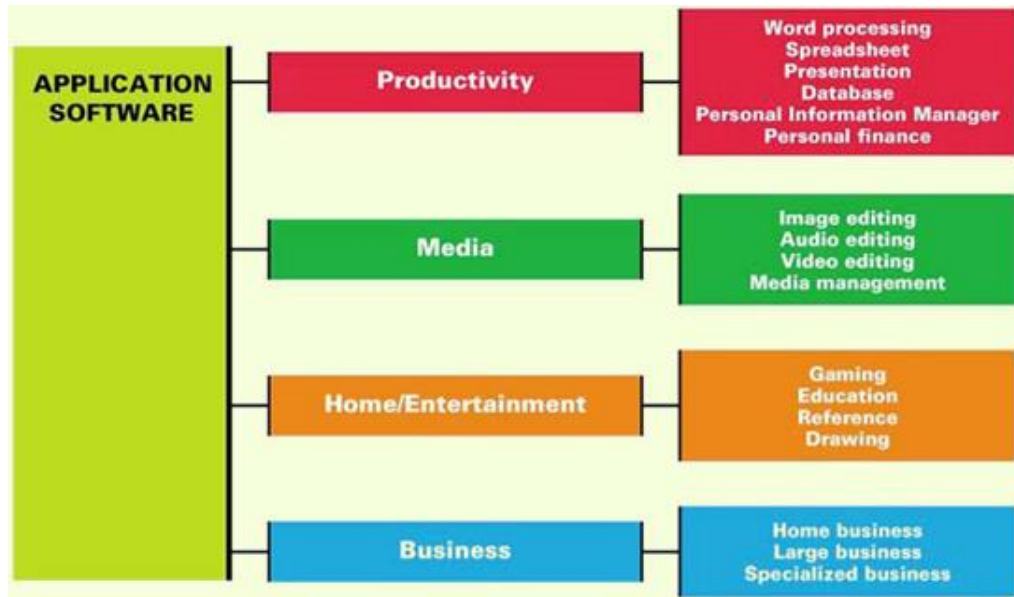 APPLICATION
SOFTWARE
Productivity
Word processing
Spreadsheet
Presentation
Database
Personal Information Manager
Personal finance
Media
Image editing
Audio editing
Video editing
Media management
Home/Entertainment
Gaming
Education
Reference
Drawing
Business
Home business
Large business
Specialized business